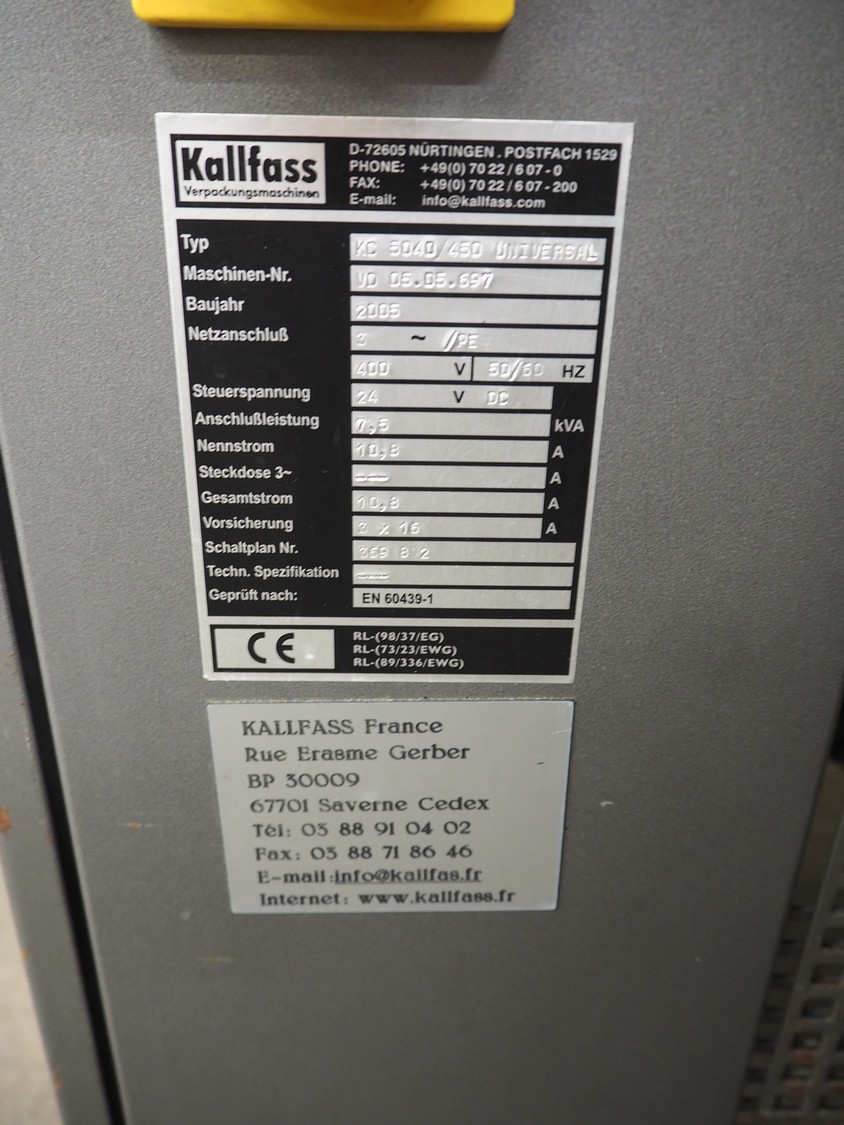 Kallfass
Verpackungsmaschinen
D-72605 NÜRTINGEN . POSTFACH 1529
PHONE: +49(0) 70 22 / 6 07 - 0
FAX: +49(0) 70 22 / 6 07 - 200
E-mail: info@kallfass.com
Typ KC 5040/450 UNIVERSAL
Maschinen-Nr. VD 05.05.697
Baujahr 2005
Netzanschluß 3 ~ //PE
400 V 50/60 HZ
Steuerspannung 24 V DC
Anschlußleistung 7,5 kVA
Nennstrom 10,8 A
Steckdose 3~ --- A
Gesamtstrom 10,8 A
Vorsicherung 3 x 16 A
Schaltplan Nr. 359
Techn. Spezifikation ---
Geprüft nach: EN 60439-1
CE
RL-(98/37/EG)
RL-(73/23/EWG)
RL-(89/336/EWG)
KALLFASS France
Rue Erasme Gerber
BP 30009
67701 Saverne Cedex
Tél: 03 88 91 04 02
Fax: 03 88 71 86 46
E-mail:info@kallfas.fr
Internet: www.kallfass.fr